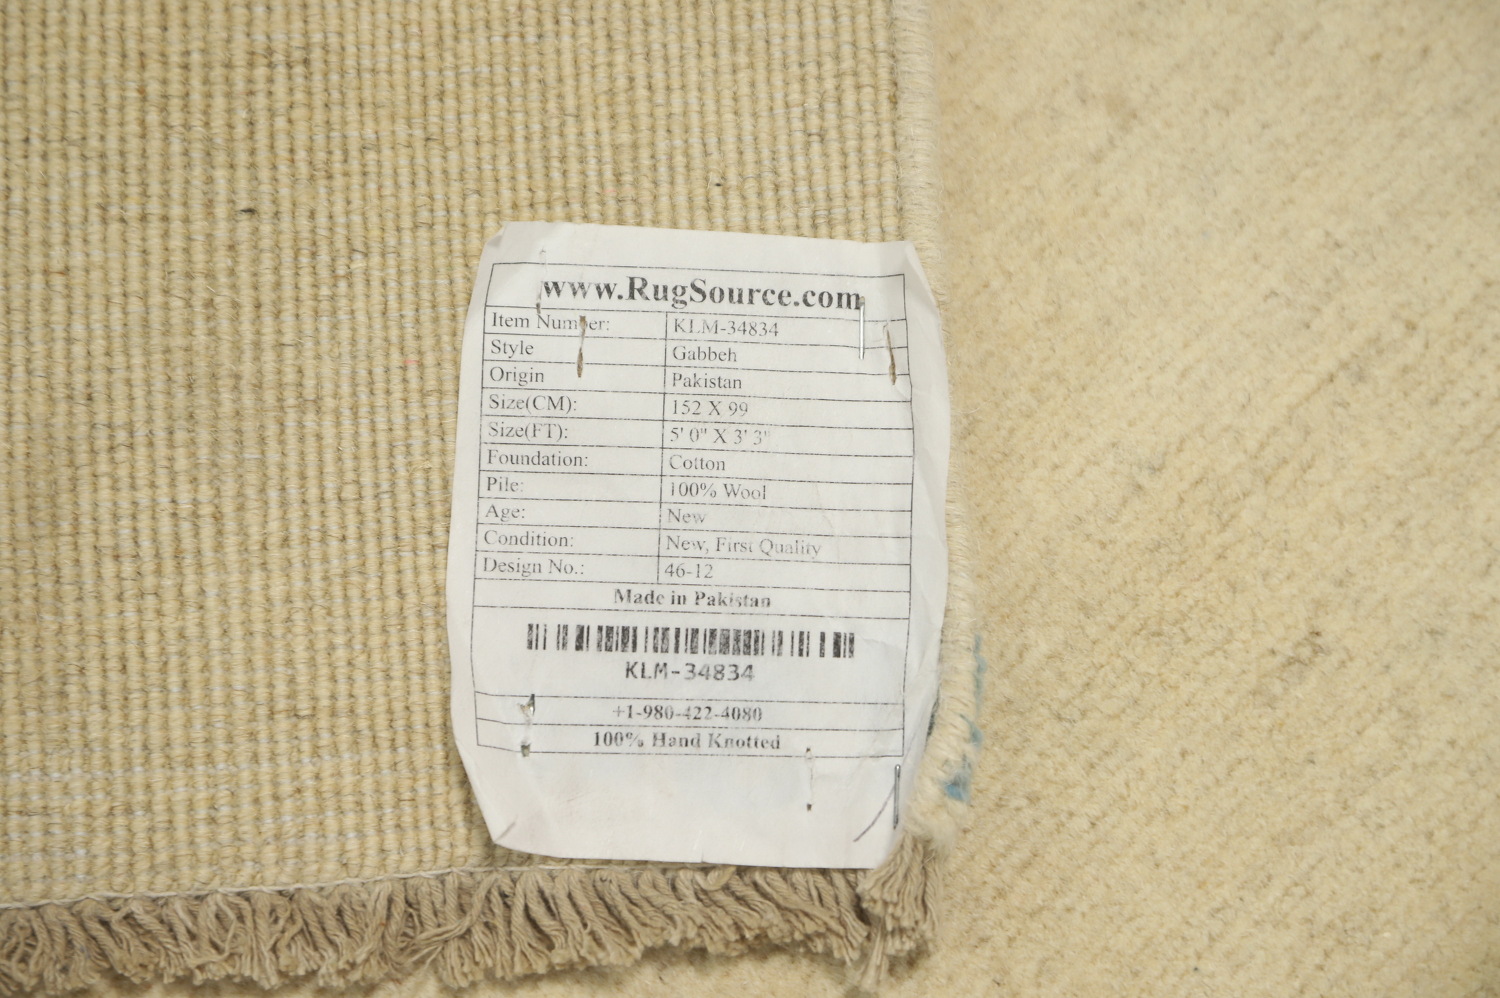 www.RugSource.com
Item Number: KLM-34834
Style Gabbeh
Origin Pakistan
Size(CM): 152 X 99
Size(FT): 5' 0" X 3' 3"
Foundation: Cotton
Pile: 100% Wool
Age: New
Condition: New, First Quality
Design No.: 46-12
Made in Pakistan
KLM-34834
+1-980-422-4080
100% Hand Knotted